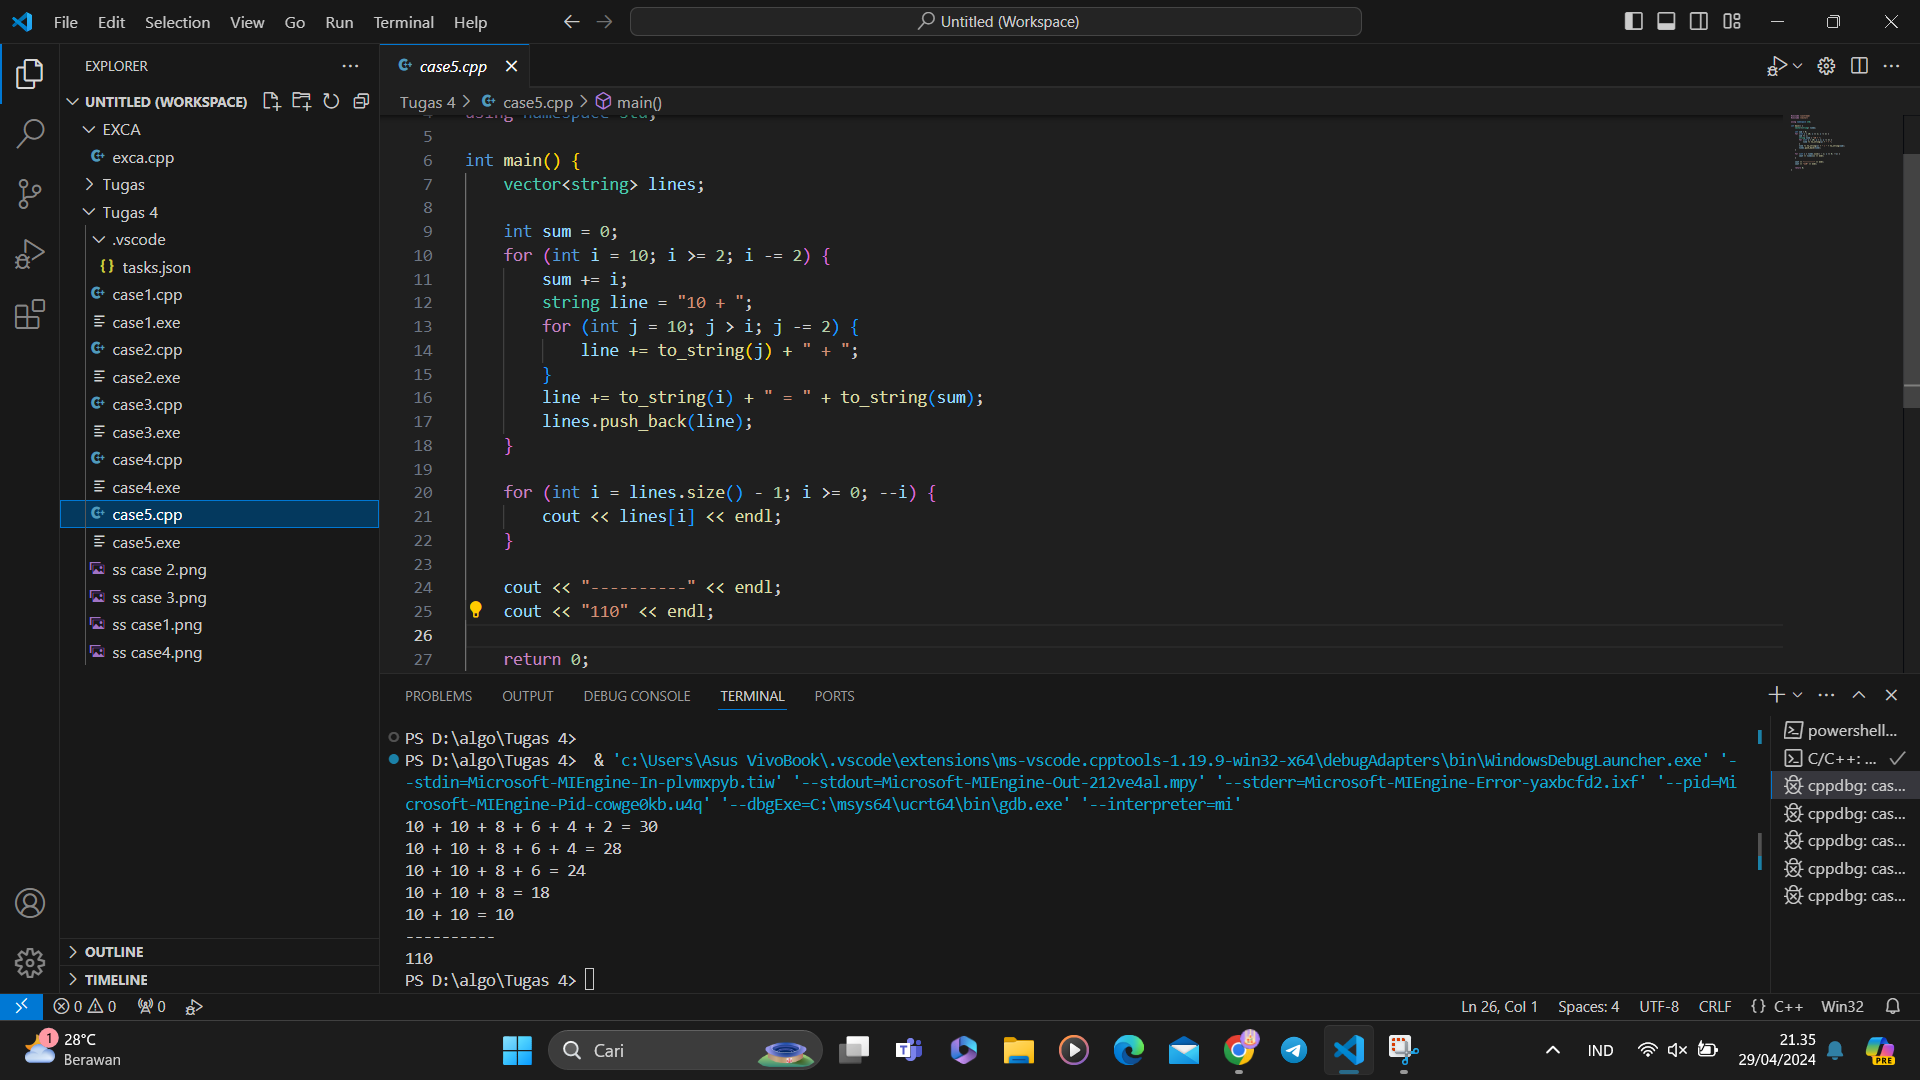 File Edit Selection View Go Run Terminal Help
Untitled (Workspace)
EXPLORER
UNTITLED (WORKSPACE)
EXCA
exca.cpp
Tugas
Tugas 4
.vscode
tasks.json
case1.cpp
case1.exe
case2.cpp
case2.exe
case3.cpp
case3.exe
case4.cpp
case4.exe
case5.cpp
case5.exe
ss case 2.png
ss case 3.png
ss case1.png
ss case4.png
OUTLINE
TIMELINE
case5.cpp
Tugas 4 > case5.cpp > main()
4 using namespace std;
5
6 int main() {
7 vector<string> lines;
8
9 int sum = 0;
10 for (int i = 10; i >= 2; i -= 2) {
11 sum += i;
12 string line = "10 + ";
13 for (int j = 10; j > i; j -= 2) {
14 line += to_string(j) + " + ";
15 }
16 line += to_string(i) + " = " + to_string(sum);
17 lines.push_back(line);
18 }
19
20 for (int i = lines.size() - 1; i >= 0; --i) {
21 cout << lines[i] << endl;
22 }
23
24 cout << "----------" << endl;
25 cout << "110" << endl;
26
27 return 0;
PROBLEMS OUTPUT DEBUG CONSOLE TERMINAL PORTS
PS D:\algo\Tugas 4>
PS D:\algo\Tugas 4> & 'c:\Users\Asus VivoBook\.vscode\extensions\ms-vscode.cpptools-1.19.9-win32-x64\debugAdapters\bin\WindowsDebugLauncher.exe' '-
-stdin=Microsoft-MIEngine-In-plvmxpyb.tiw' '--stdout=Microsoft-MIEngine-Out-212ve4al.mpy' '--stderr=Microsoft-MIEngine-Error-yaxbcfd2.ixf' '--pid=Mi
crosoft-MIEngine-Pid-cowge0kb.u4q' '--dbgExe=C:\msys64\ucrt64\bin\gdb.exe' '--interpreter=mi'
10 + 10 + 8 + 6 + 4 + 2 = 30
10 + 10 + 8 + 6 + 4 = 28
10 + 10 + 8 + 6 = 24
10 + 10 + 8 = 18
10 + 10 = 10
----------
110
PS D:\algo\Tugas 4>
powershell...
C/C++: ...
cppdbg: cas...
cppdbg: cas...
cppdbg: cas...
cppdbg: cas...
cppdbg: cas...
0 0 0
Ln 26, Col 1 Spaces: 4 UTF-8 CRLF {} C++ Win32
1
28°C
Berawan
Cari
IND
21.35
29/04/2024
PRE